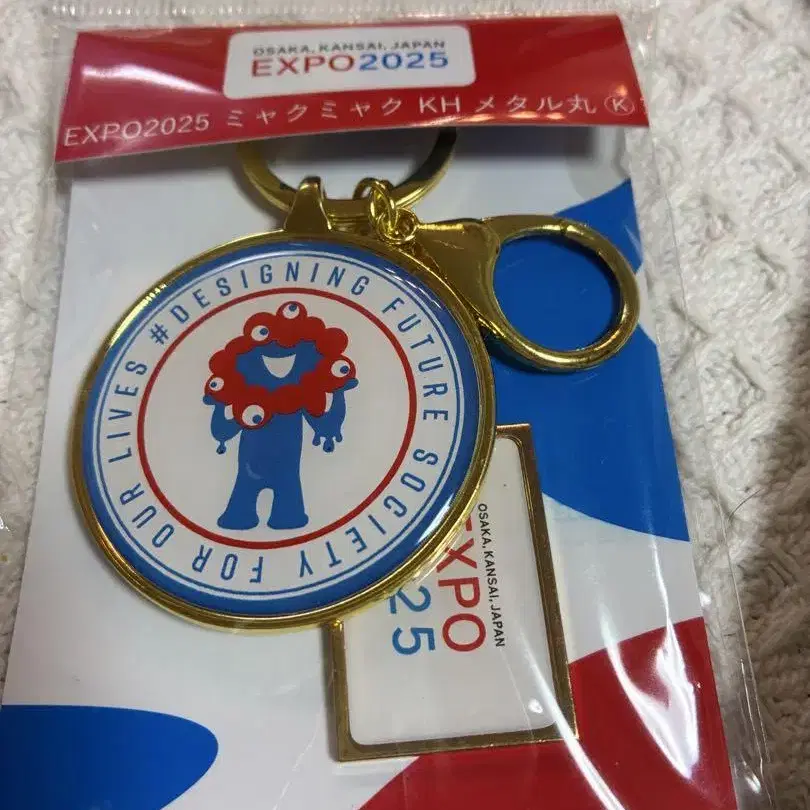 OSAKA, KANSAI, JAPAN
EXPO2025
EXPO2025 ミャクミャク KH メタル丸 Ⓚ
#DESIGNING FUTURE SOCIETY FOR OUR LIVES
OSAKA, KANSAI, JAPAN
EXPO
25